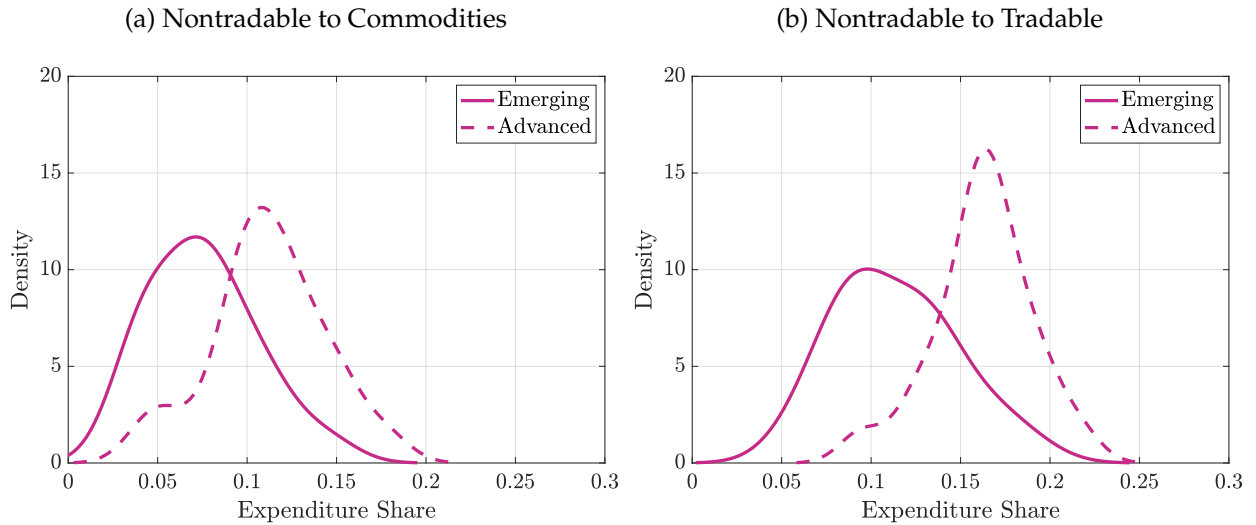 (a) Nontradable to Commodities
20
15
10
5
0
Density
0 0.05 0.1 0.15 0.2 0.25 0.3
Expenditure Share
Emerging
Advanced
(b) Nontradable to Tradable
20
15
10
5
0
Density
0 0.05 0.1 0.15 0.2 0.25 0.3
Expenditure Share
Emerging
Advanced